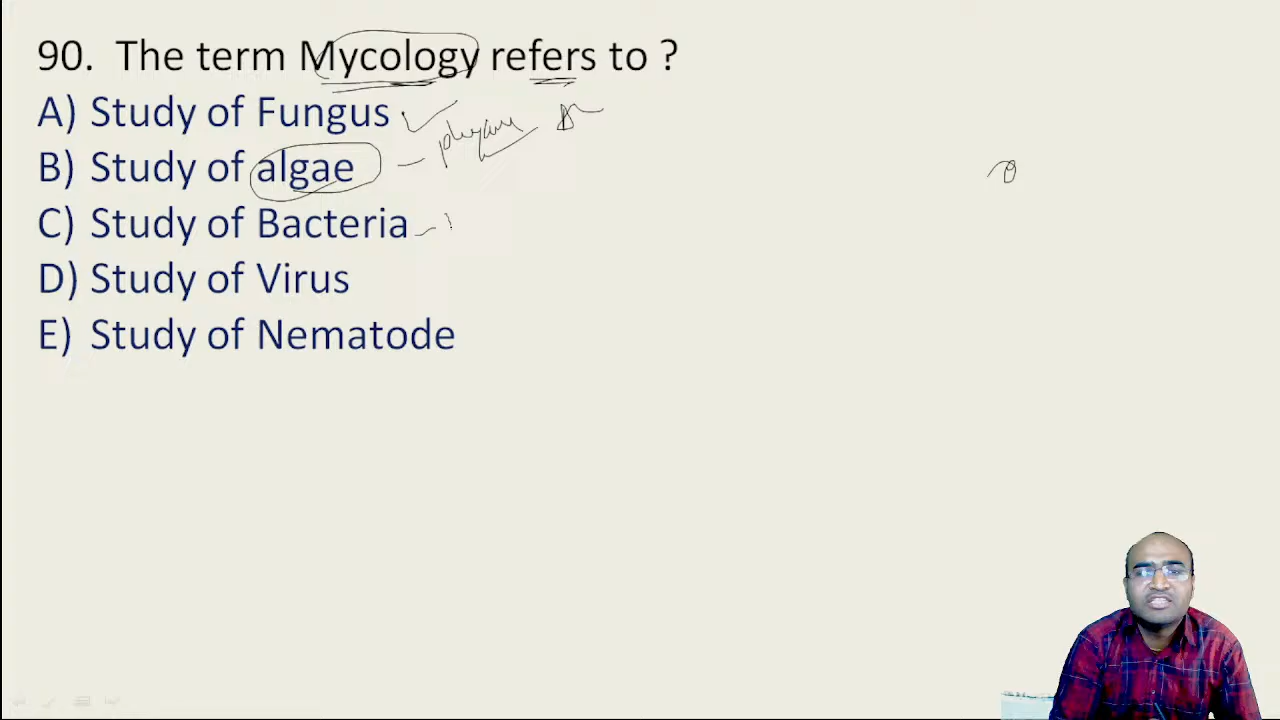 90. The term Mycology refers to ?
A) Study of Fungus
B) Study of algae
C) Study of Bacteria
D) Study of Virus
E) Study of Nematode